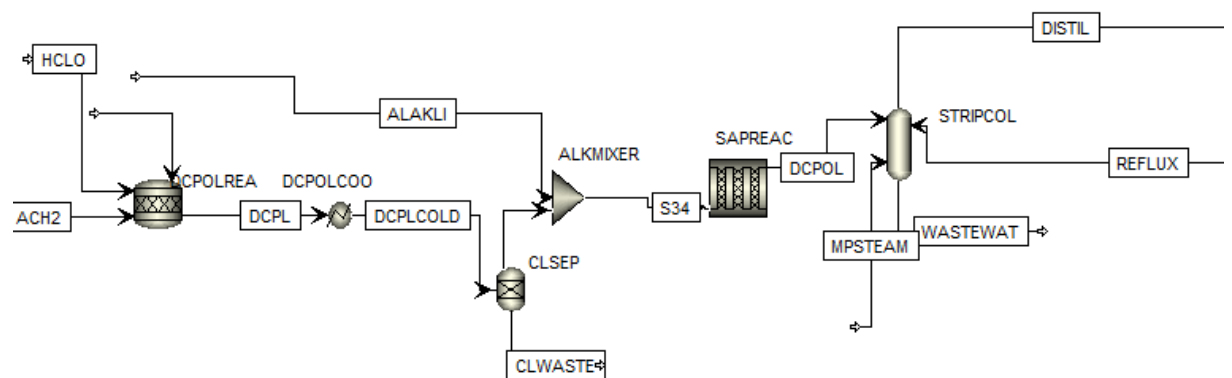 DISTIL
HCLO
ALAKLI
STRIPCOL
ALKMIXER
SAPREAC
DCPOL
REFLUX
DCPOLREA
DCPOLCOO
ACH2
DCPL
DCPLCOLD
S34
WASTEWAT
MPSTEAM
CLSEP
CLWASTE